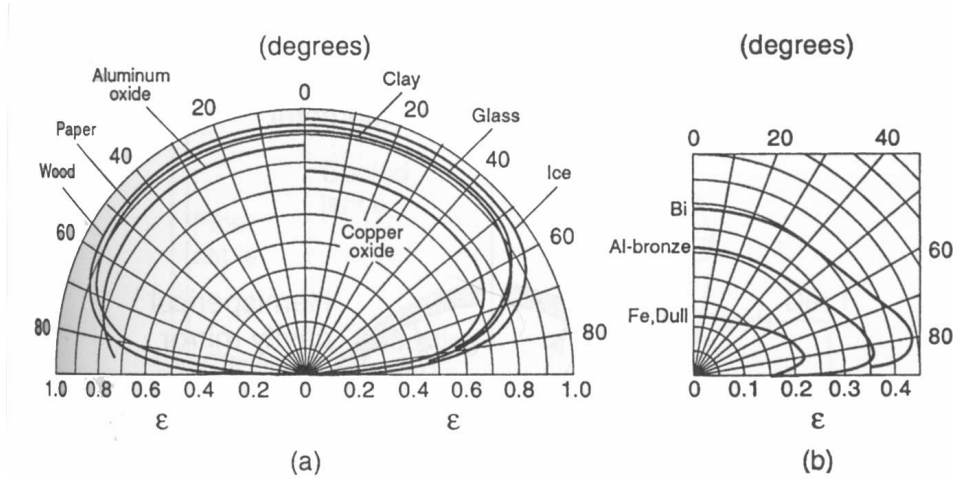 (degrees)
Aluminum
oxide
20
0
Clay
20
Glass
Paper
40
40
Wood
Ice
60
60
Copper
oxide
80
80
1.0 0.8 0.6 0.4 0.2 0 0.2 0.4 0.6 0.8 1.0
ε ε
(a)
(degrees)
0 20 40
Bi
Al-bronze
60
Fe,Dull
80
0 0.1 0.2 0.3 0.4
ε
(b)